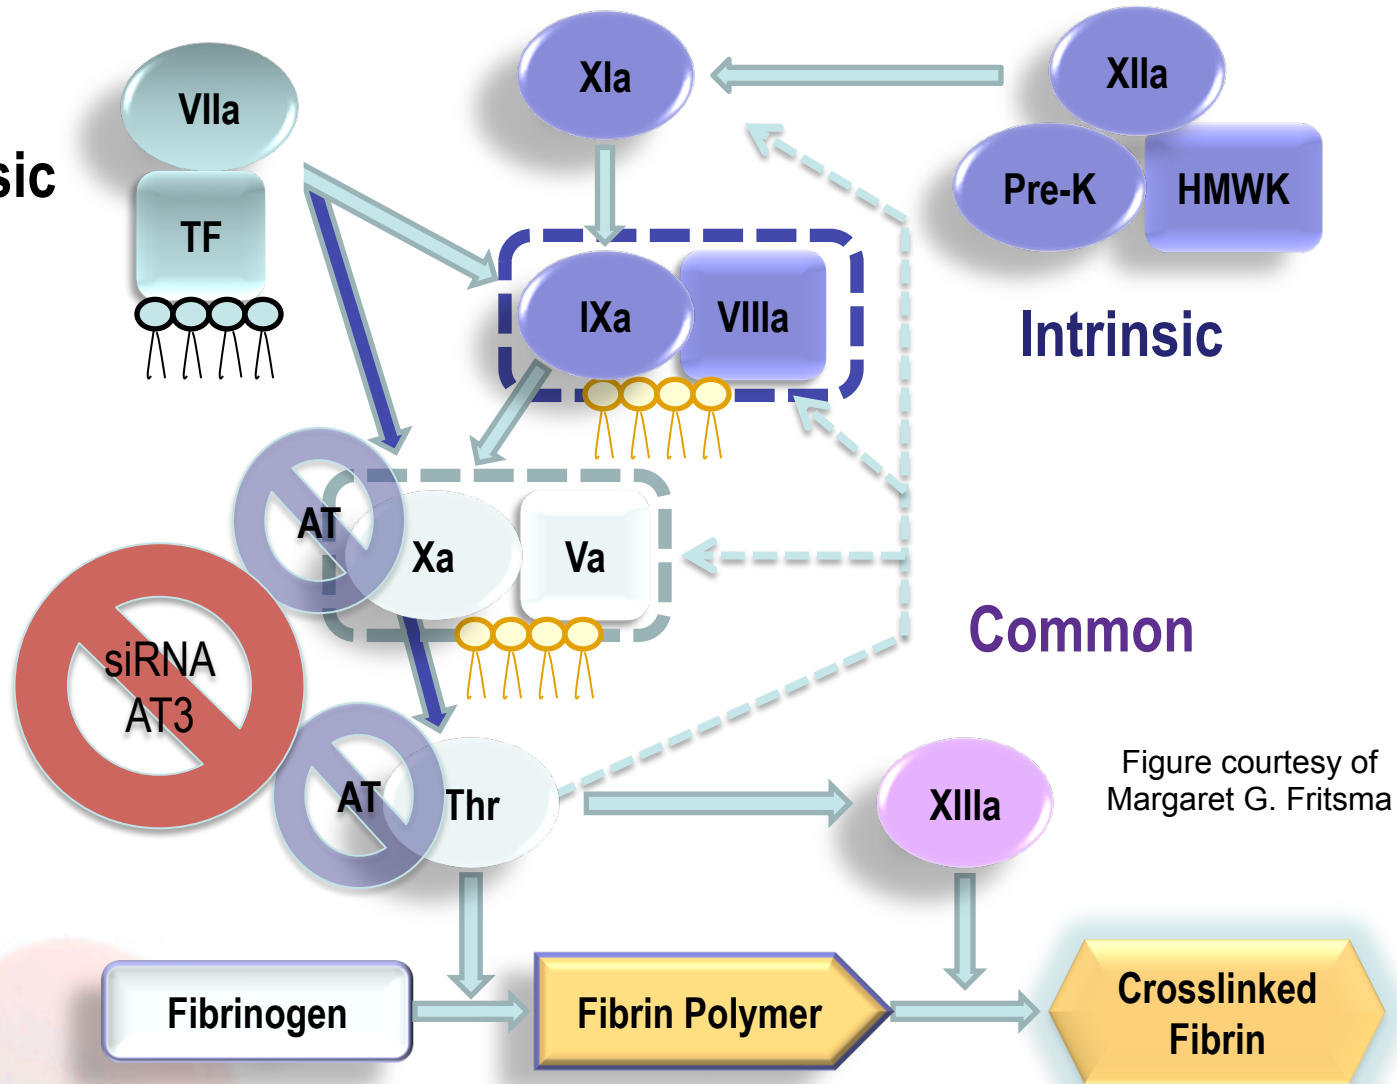 VIIa
XIa
XIIa
sic
TF
Pre-K
HMWK
IXa
VIIIa
Intrinsic
AT
Xa
Va
Common
siRNA
AT3
AT
Thr
XIIIa
Figure courtesy of
Margaret G. Fritsma
Fibrinogen
Fibrin Polymer
Crosslinked
Fibrin